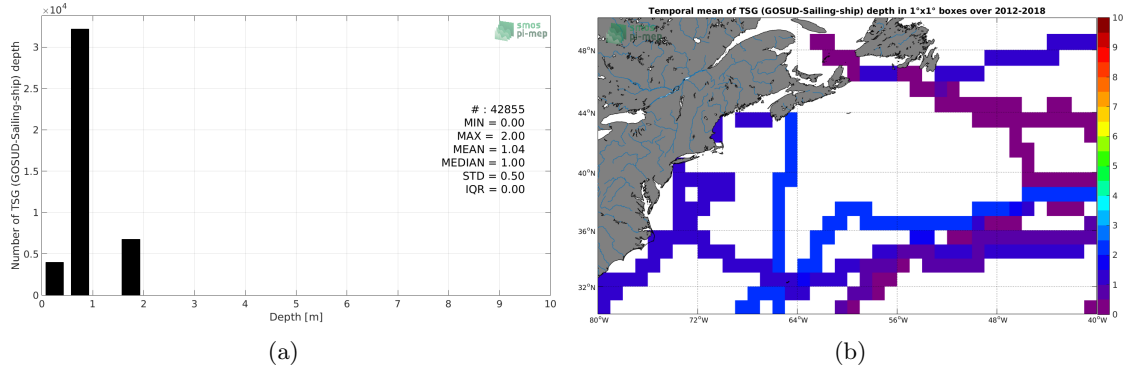 ×10⁴
smos
pi-mep
3
2.5
2
1.5
1
0.5
0
Number of TSG (GOSUD-Sailing-ship) depth
# : 42855
MIN = 0.00
MAX = 2.00
MEAN = 1.04
MEDIAN = 1.00
STD = 0.50
IQR = 0.00
0 1 2 3 4 5 6 7 8 9 10
Depth [m]
(a)
Temporal mean of TSG (GOSUD-Sailing-ship) depth in 1°x1° boxes over 2012-2018
smos
pi-mep
48°N
44°N
40°N
36°N
32°N
80°W 72°W 64°W 56°W 48°W 40°W
10
9
8
7
6
5
4
3
2
1
0
(b)